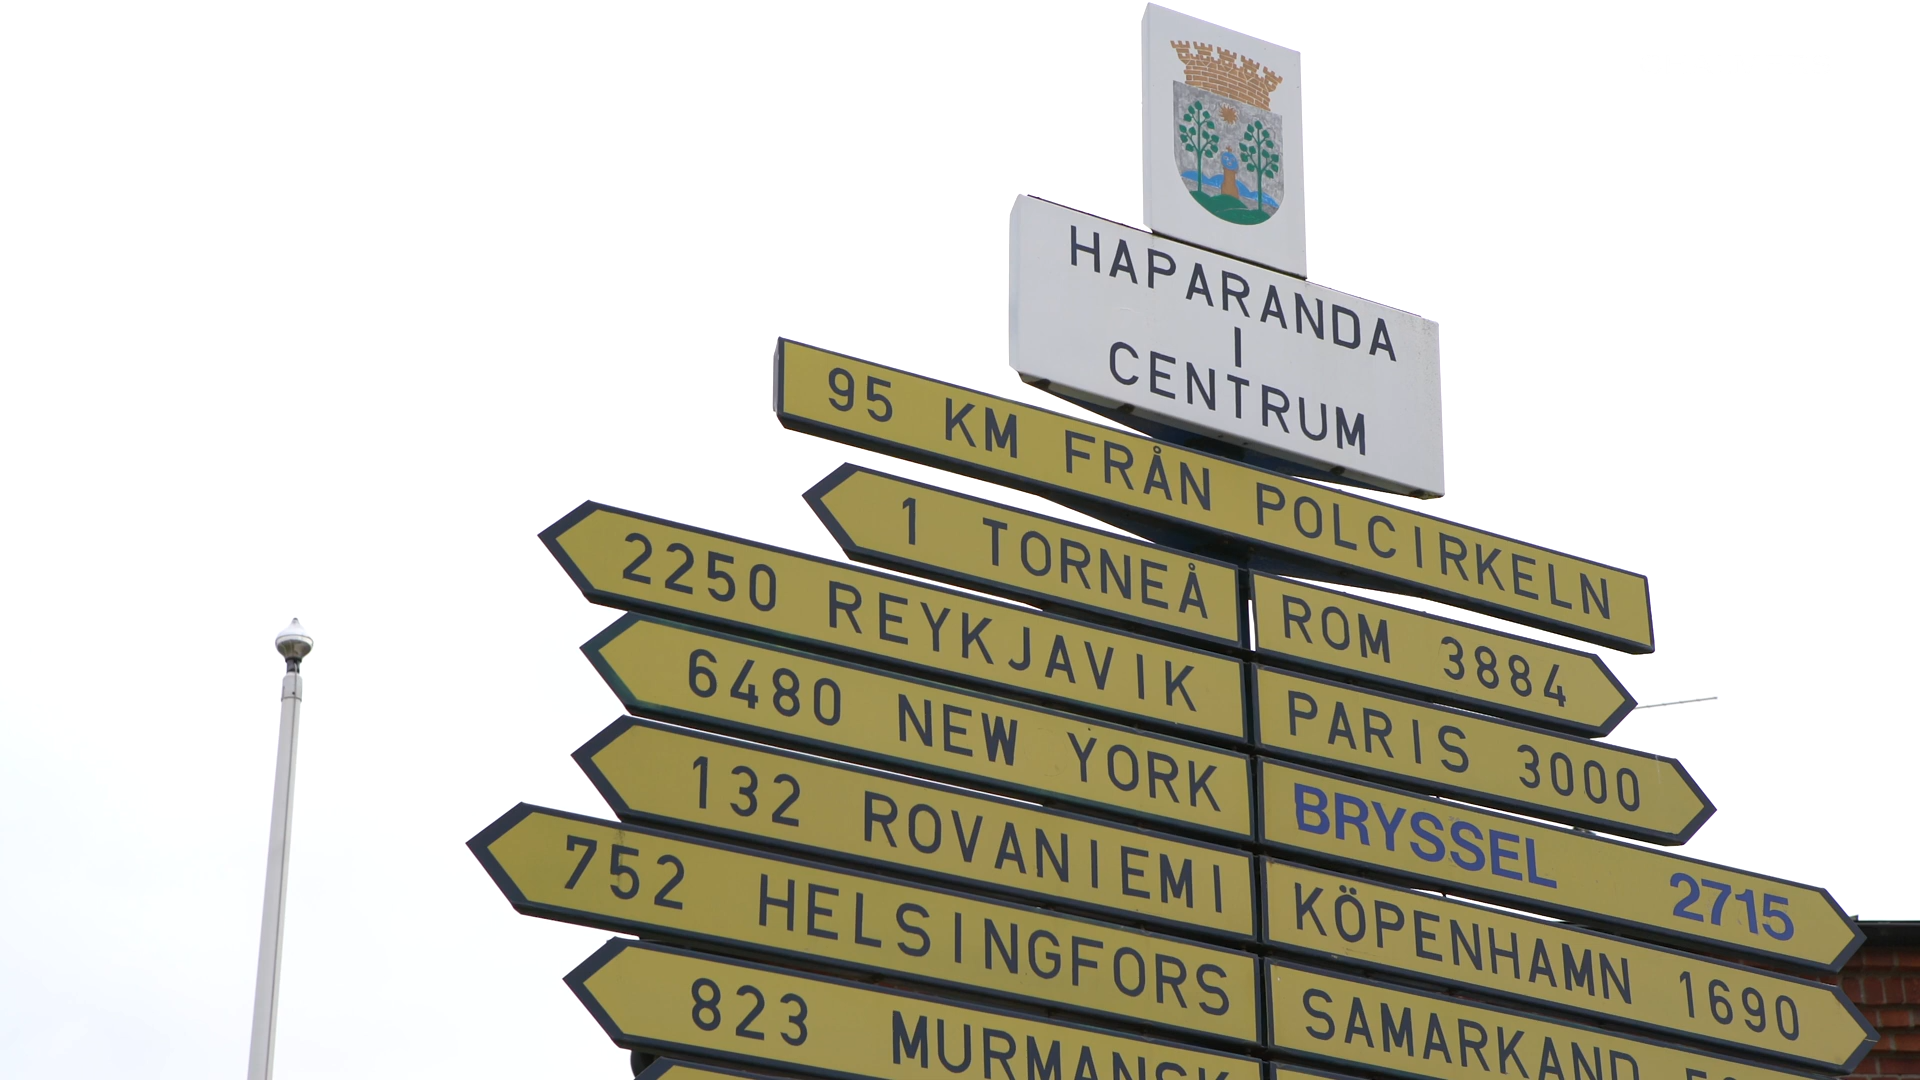 HAPARANDA
I
CENTRUM
95 KM FRÅN POLCIRKELN
1 TORNEÅ
ROM 3884
2250 REYKJAVIK
PARIS 3000
6480 NEW YORK
BRYSSEL 2715
132 ROVANIEMI
KÖPENHAMN 1690
752 HELSINGFORS
SAMARKAND
823 MURMANSK